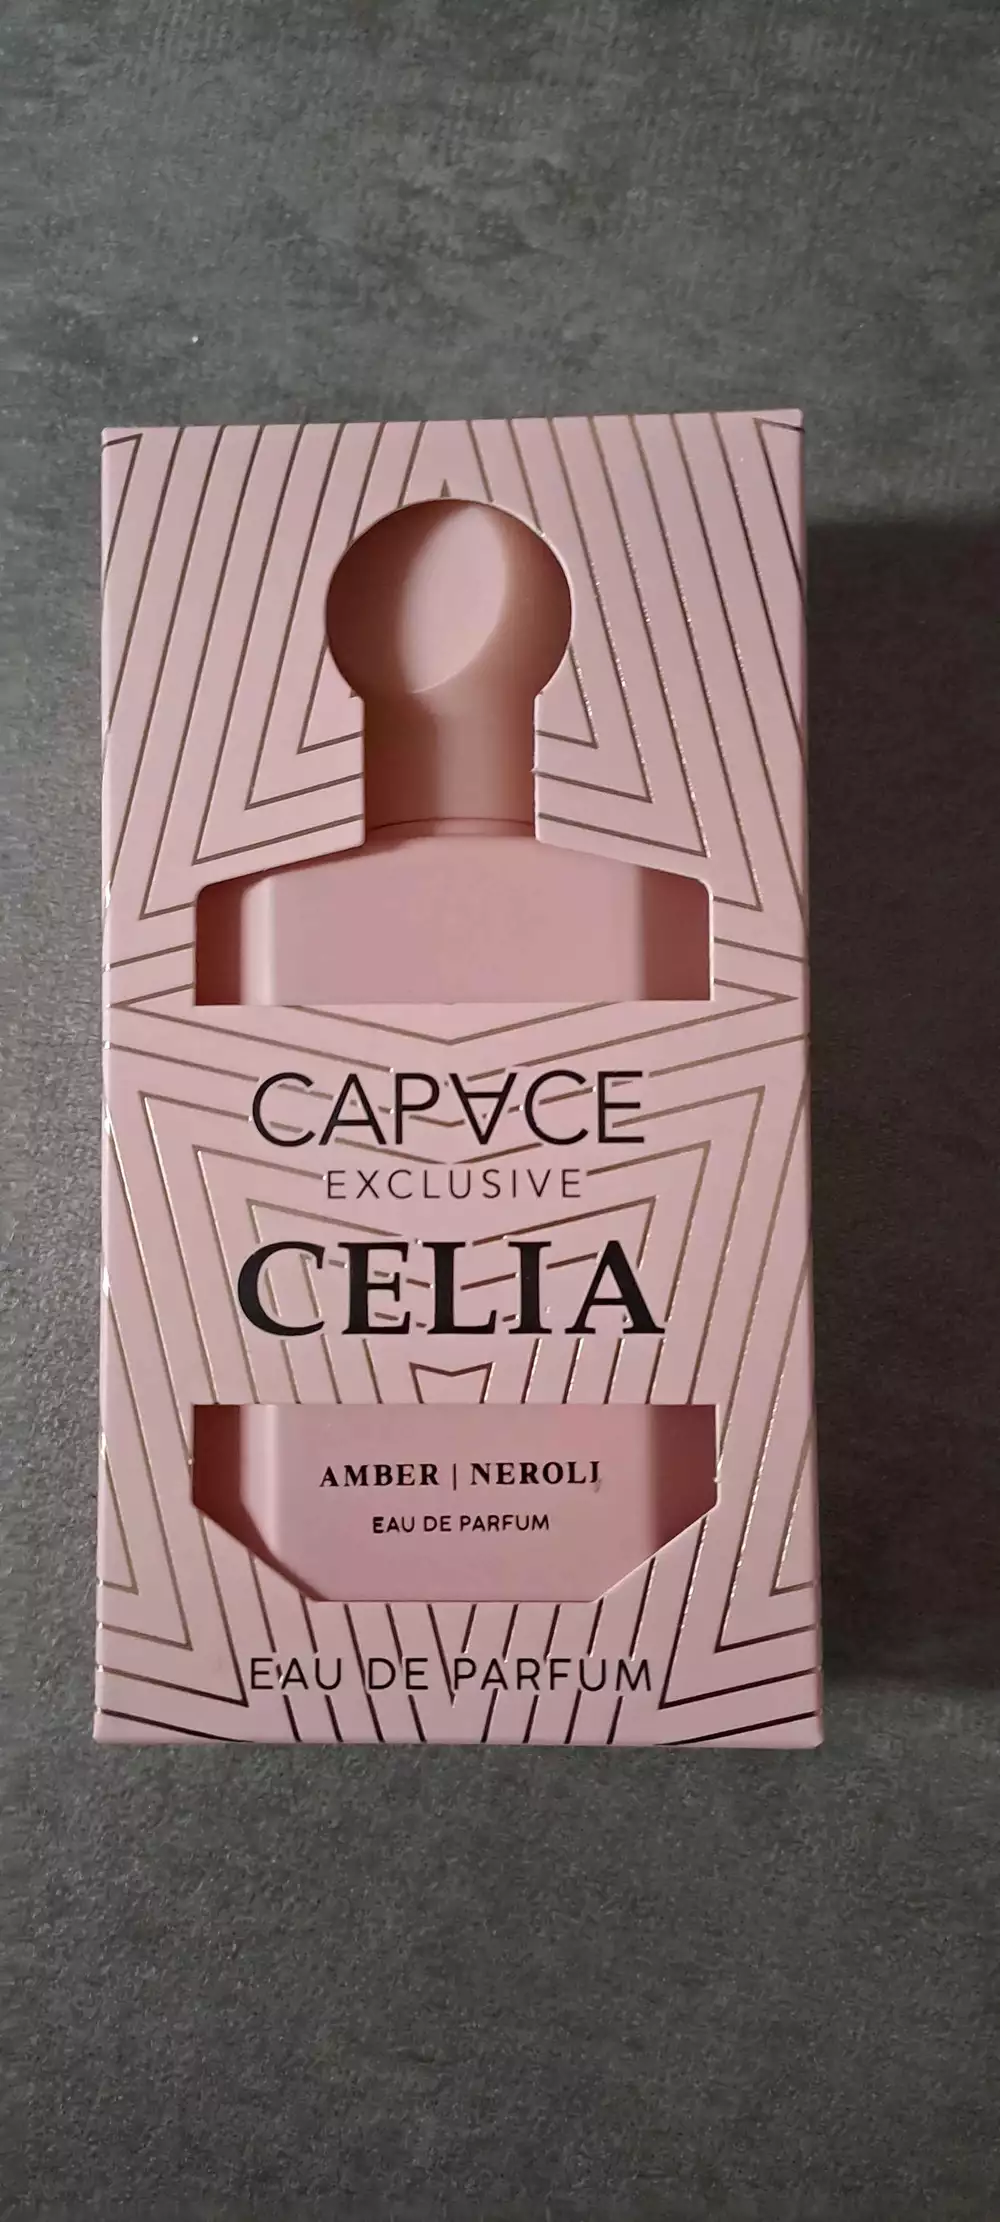 CAPACE
EXCLUSIVE
CELIA
AMBER | NEROLI
EAU DE PARFUM
EAU DE PARFUM